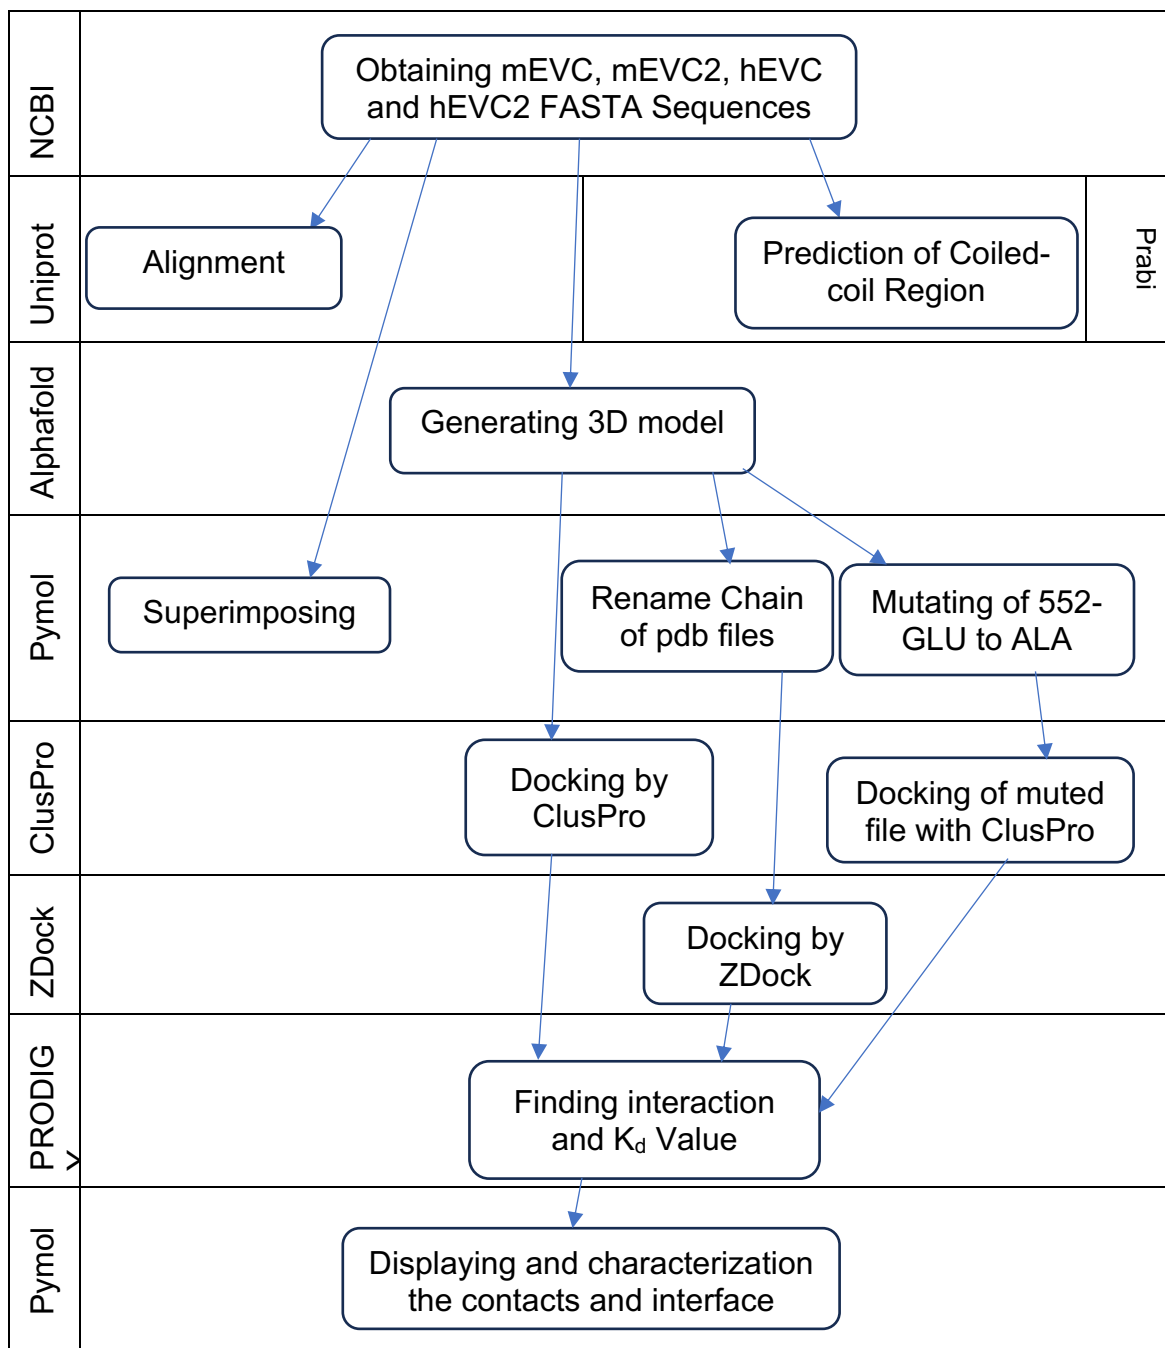 NCBI
Obtaining mEVC, mEVC2, hEVC
and hEVC2 FASTA Sequences
Uniprot
Alignment
Prediction of Coiled-
coil Region
Prabi
Alphafold
Generating 3D model
Pymol
Superimposing
Rename Chain
of pdb files
Mutating of 552-
GLU to ALA
ClusPro
Docking by
ClusPro
Docking of muted
file with ClusPro
ZDock
Docking by
ZDock
PRODIG
Y
Finding interaction
and Kd Value
Pymol
Displaying and characterization
the contacts and interface